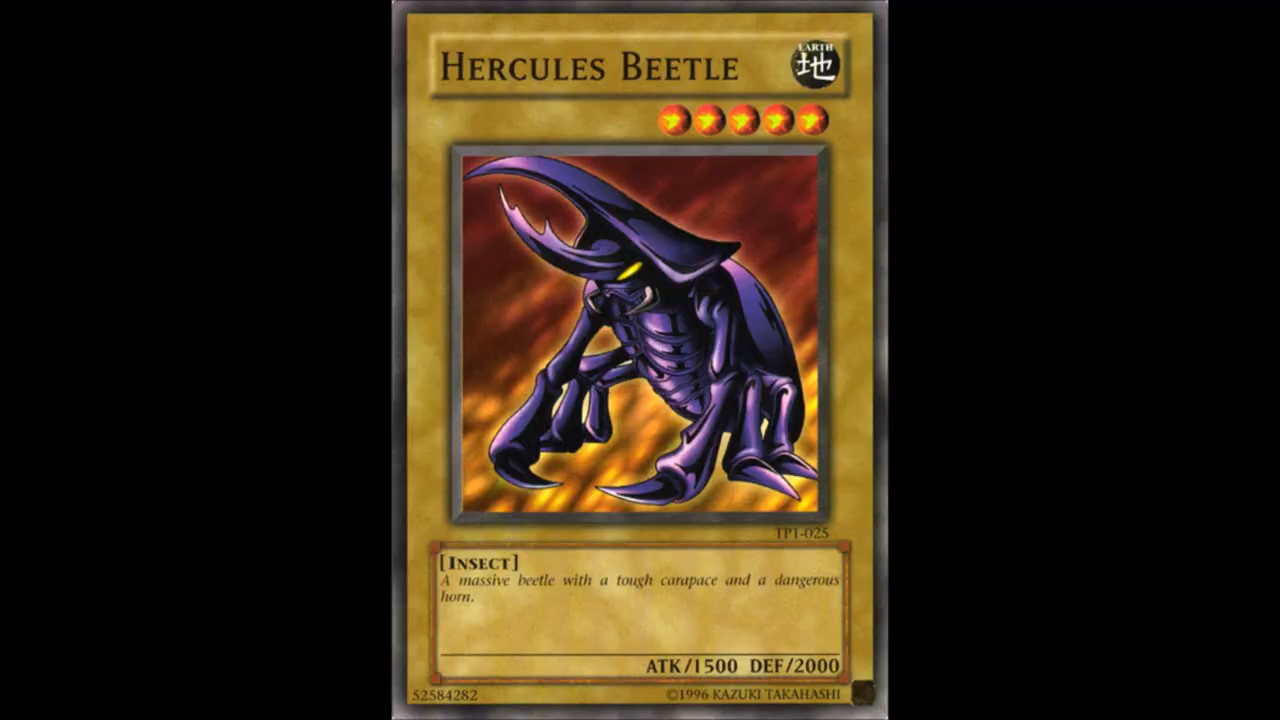 HERCULES BEETLE
EARTH
地
TP1-025
[INSECT]
A massive beetle with a tough carapace and a dangerous
horn.
ATK/1500 DEF/2000
52584282
©1996 KAZUKI TAKAHASHI